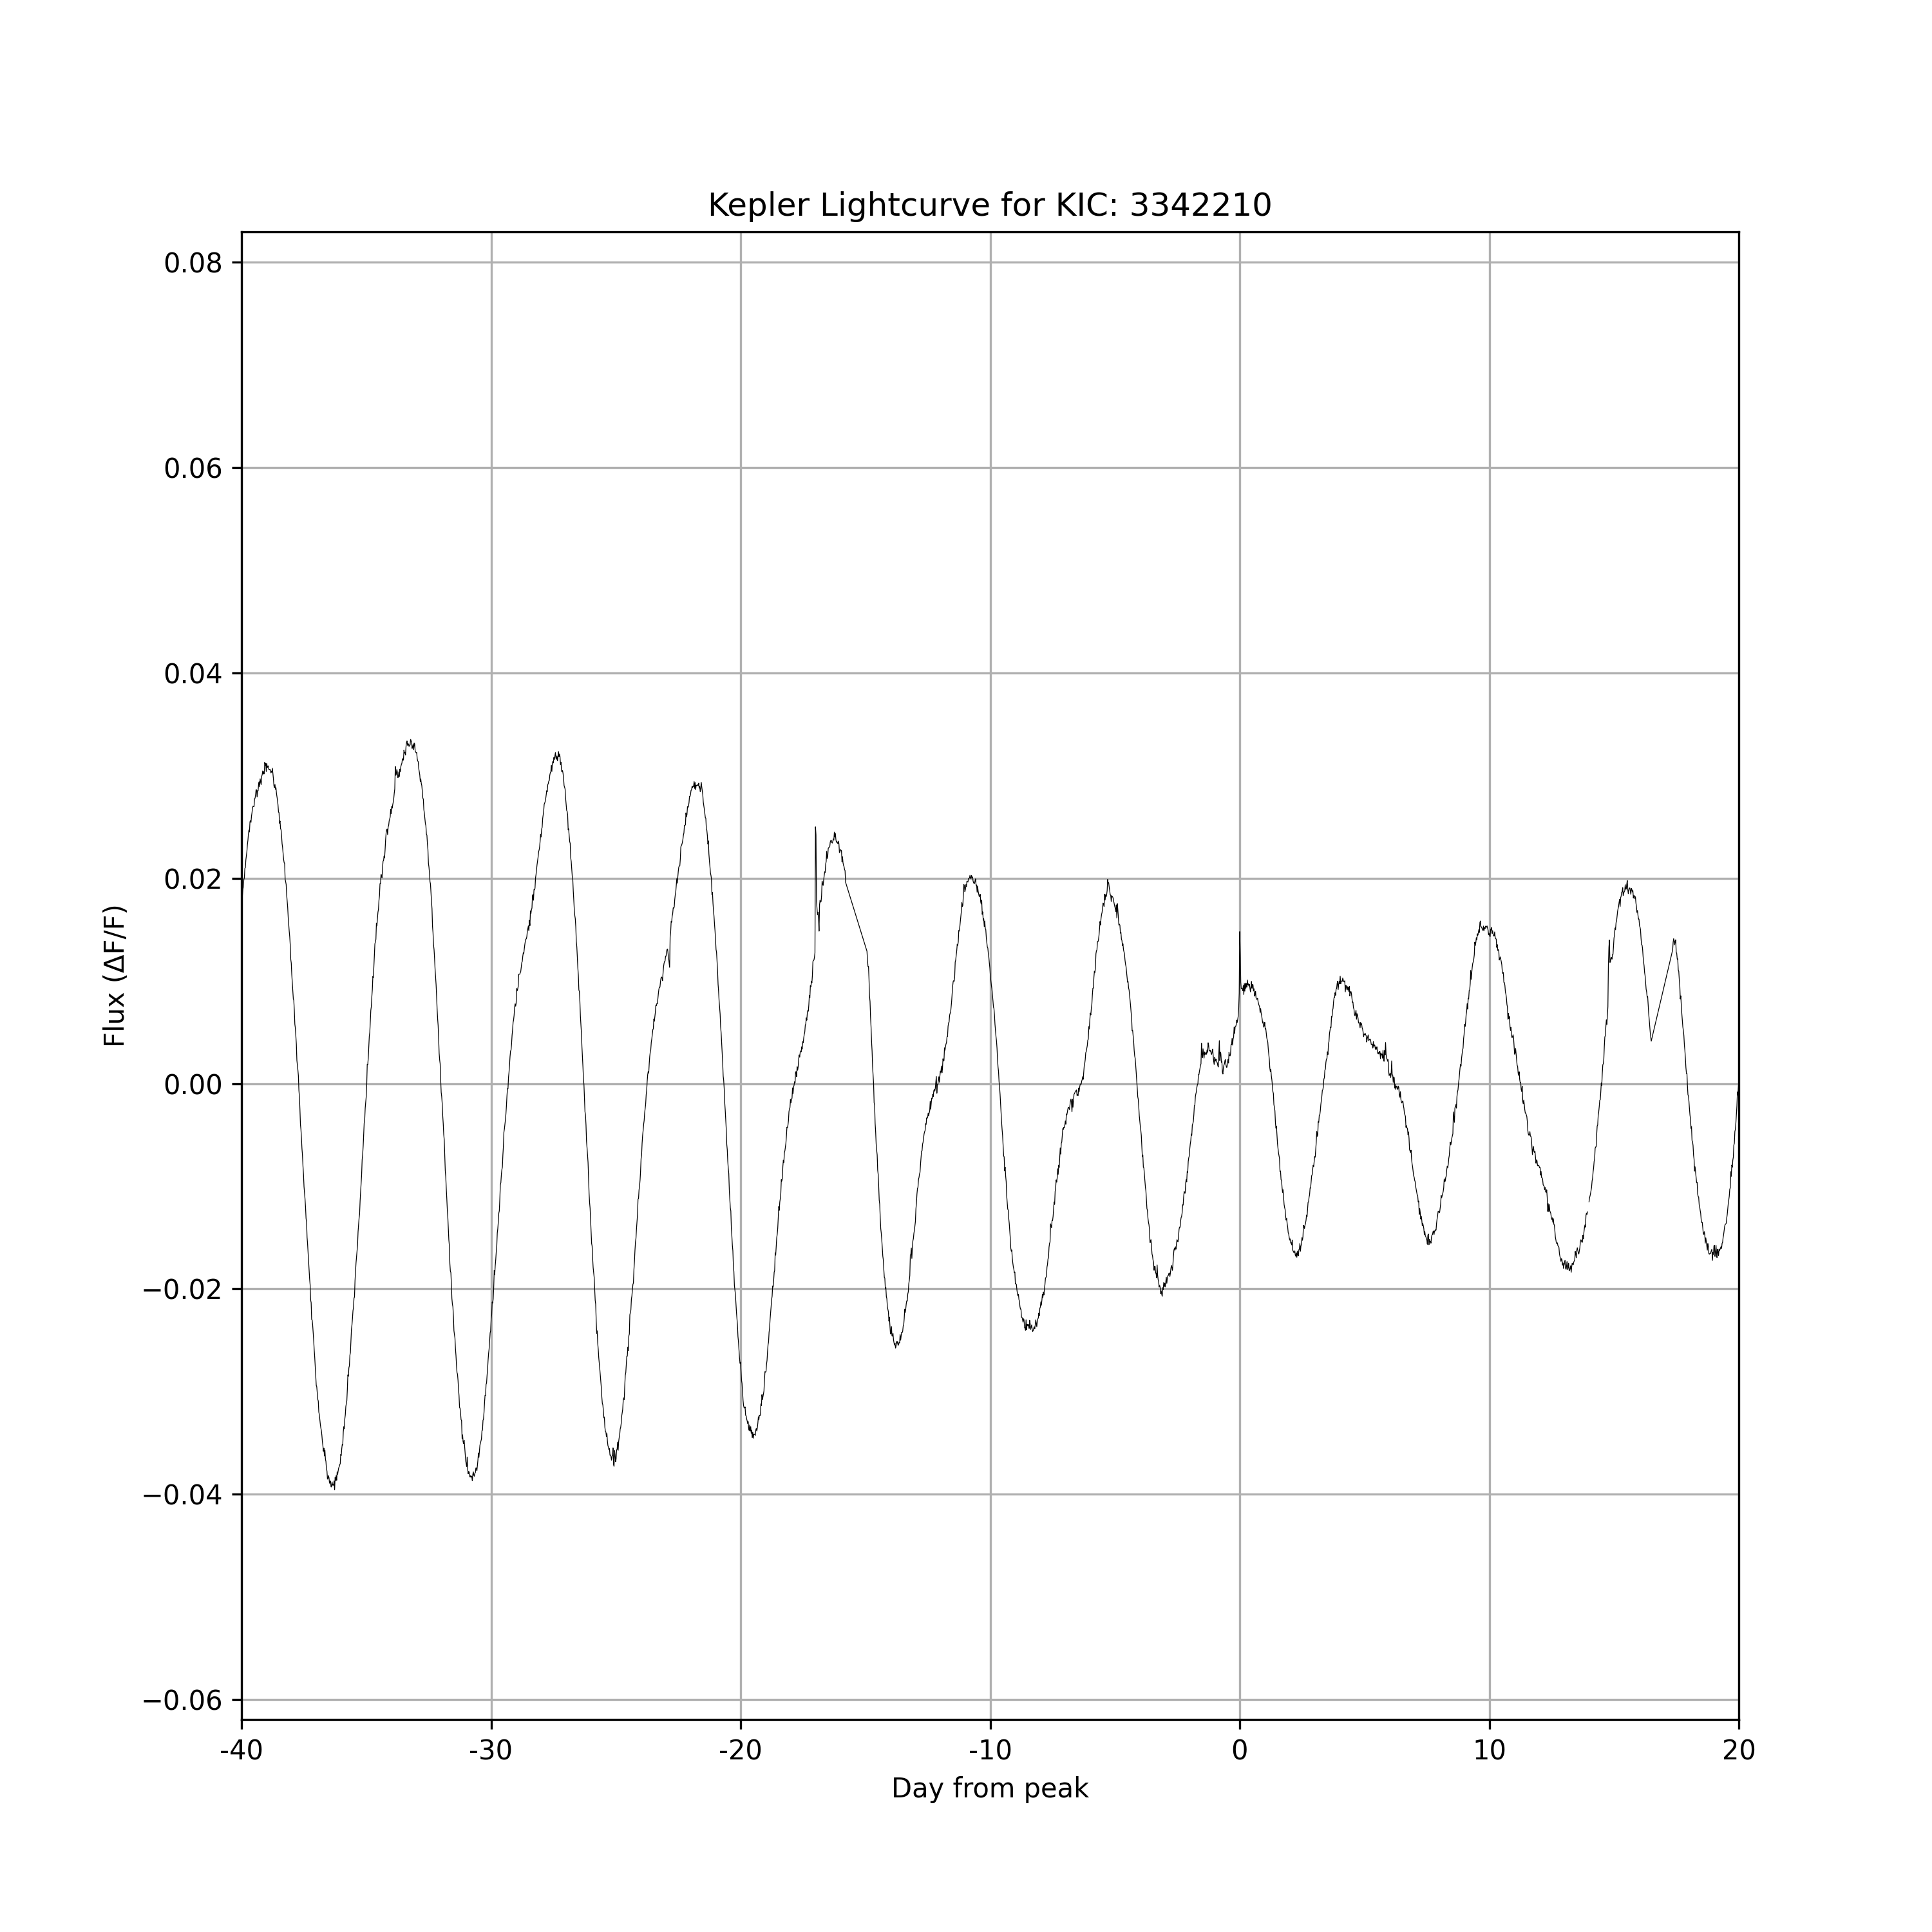 Kepler Lightcurve for KIC: 3342210
0.08
0.06
0.04
0.02
0.00
−0.02
−0.04
−0.06
Flux (ΔF/F)
-40 -30 -20 -10 0 10 20
Day from peak